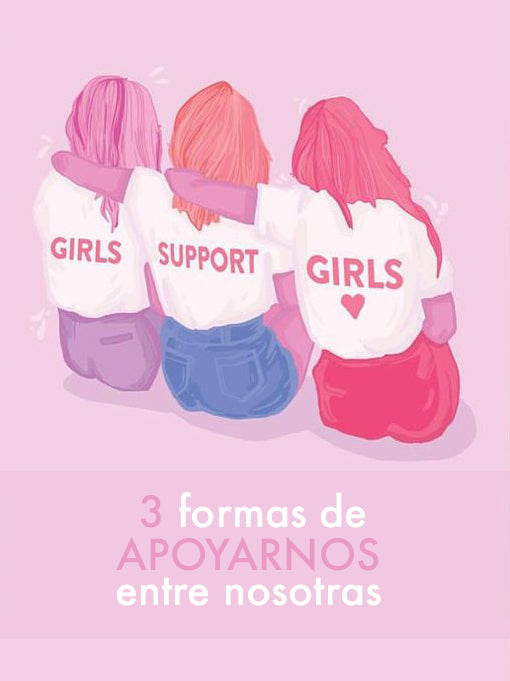 GIRLS
SUPPORT
GIRLS
3 formas de
APOYARNOS
entre nosotras